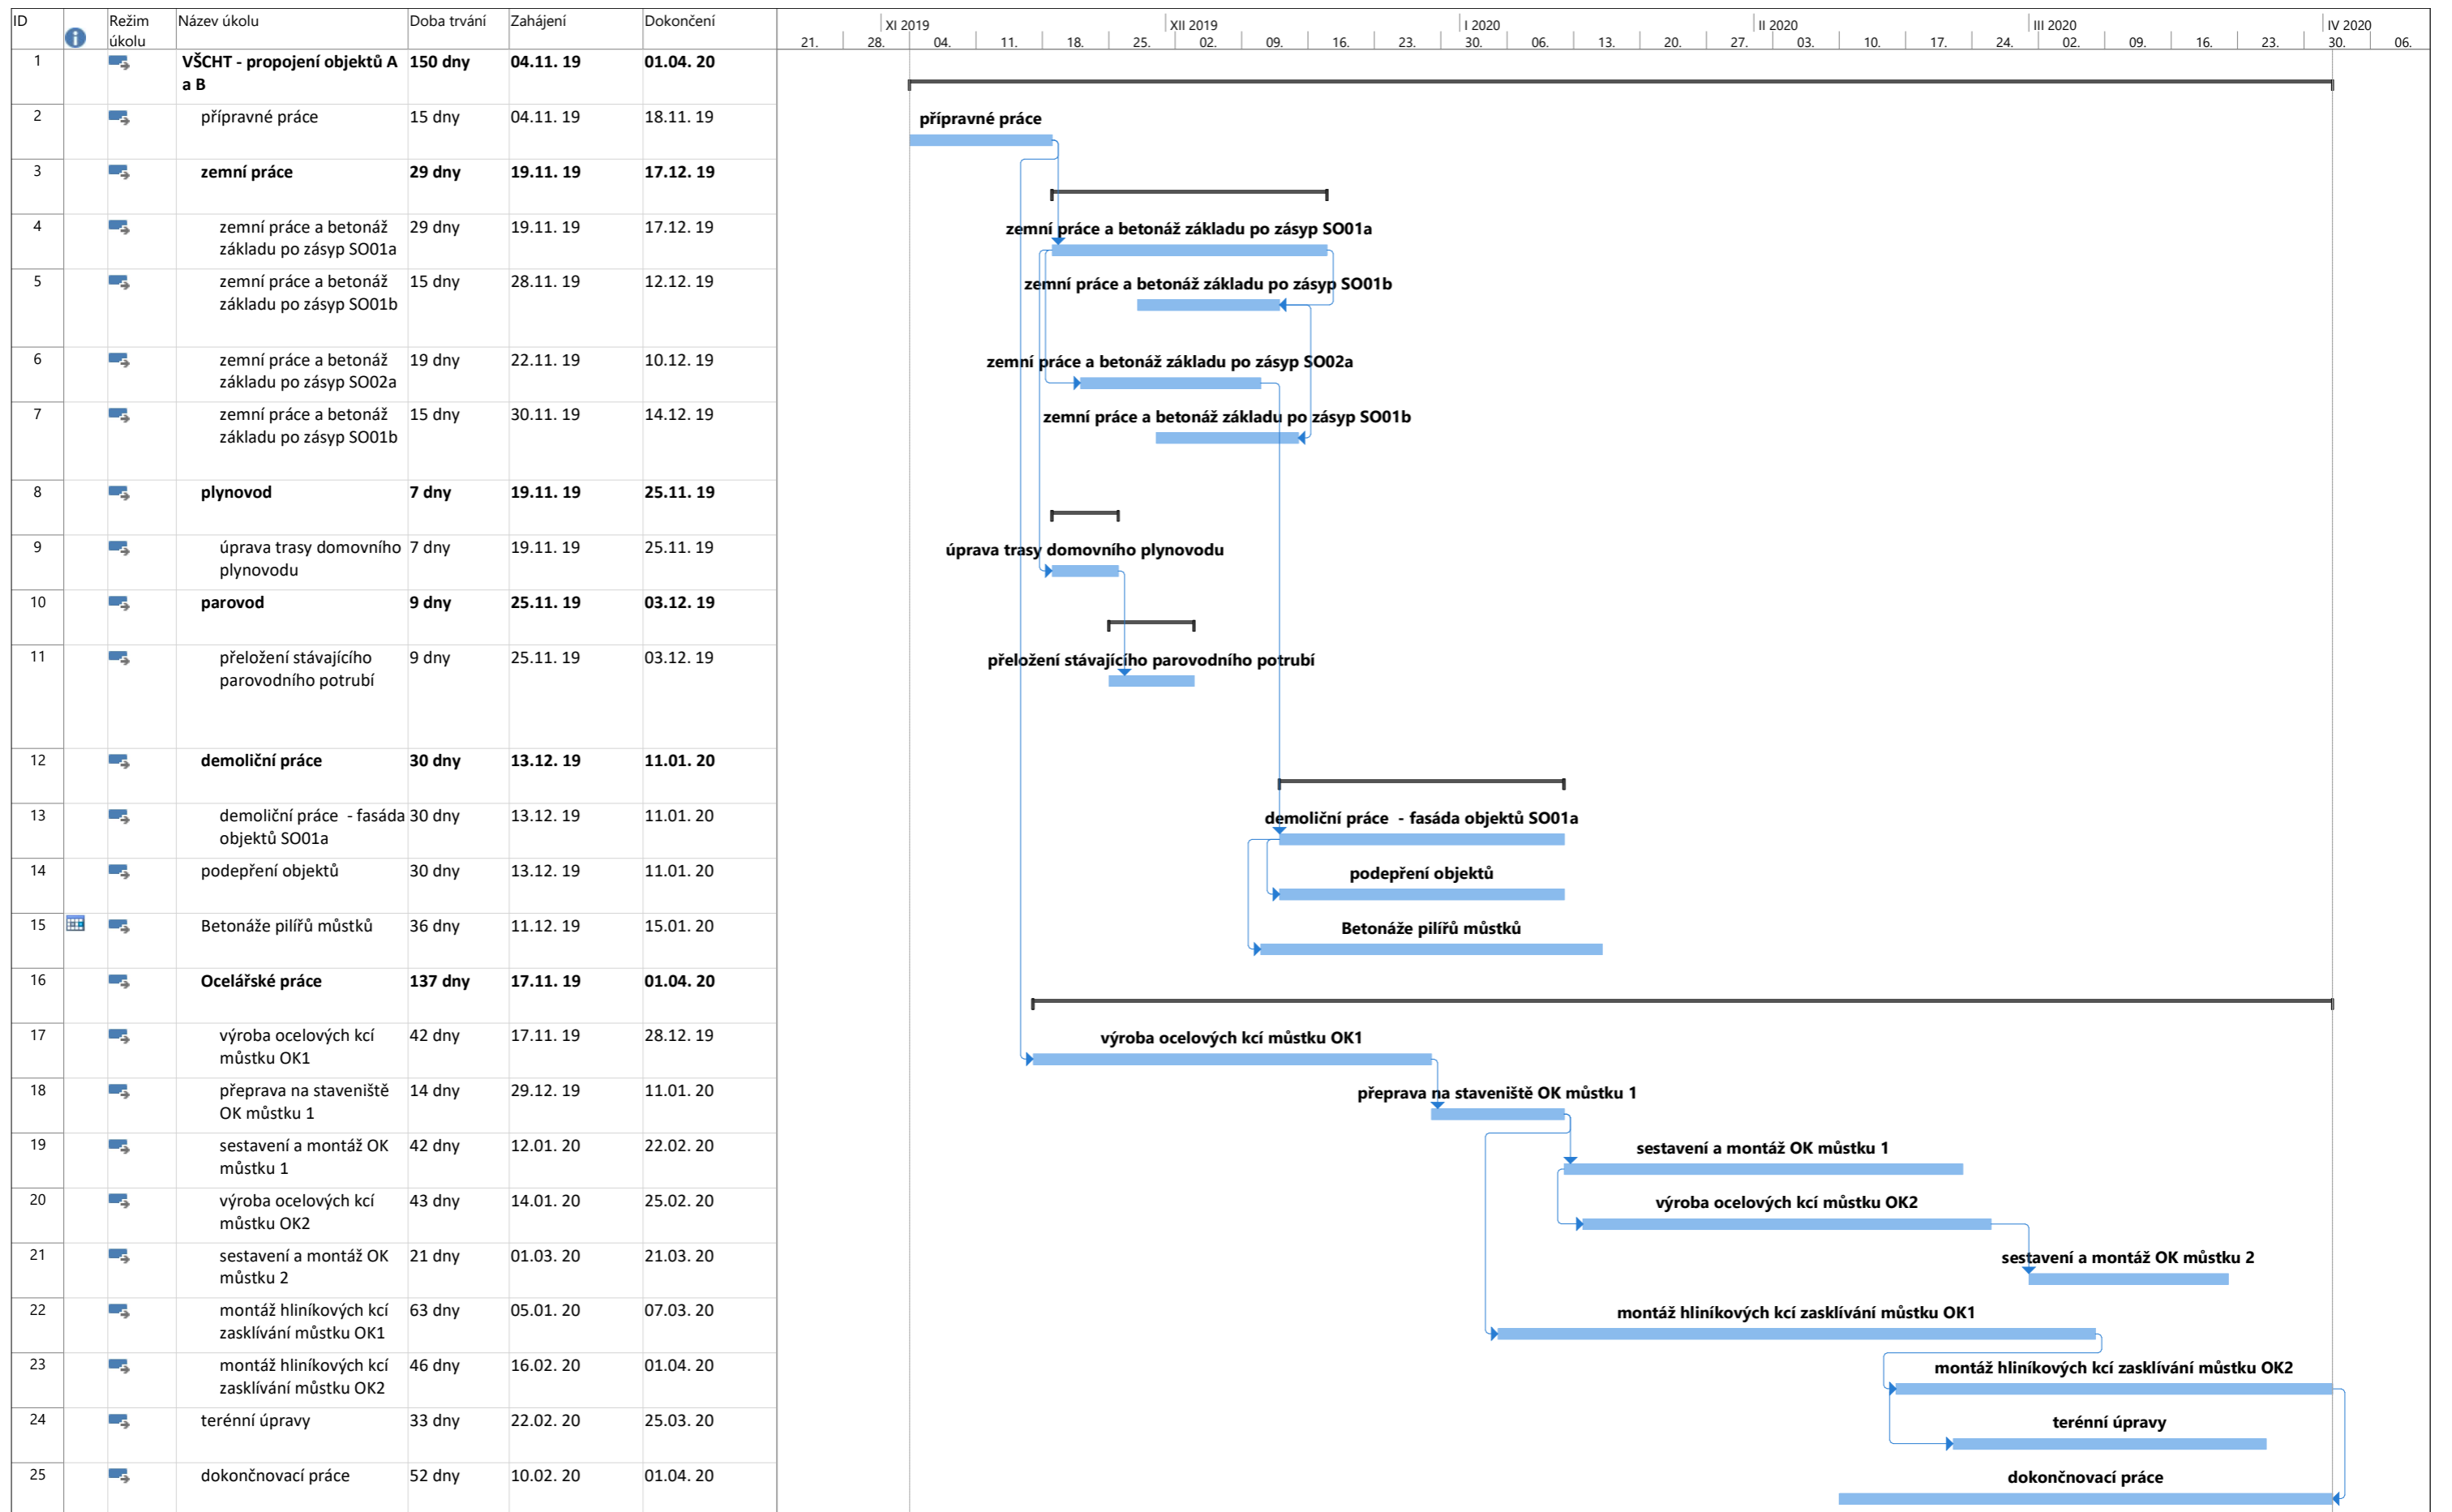 ID Režim Název úkolu Doba trvání Zahájení Dokončení
úkolu
XI 2019 XII 2019 I 2020 II 2020 III 2020 IV 2020
21. 28. 04. 11. 18. 25. 02. 09. 16. 23. 30. 06. 13. 20. 27. 03. 10. 17. 24. 02. 09. 16. 23. 30. 06.
1 VŠCHT - propojení objektů A 150 dny 04.11. 19 01.04. 20
a B
2 přípravné práce 15 dny 04.11. 19 18.11. 19
přípravné práce
3 zemní práce 29 dny 19.11. 19 17.12. 19
4 zemní práce a betonáž 29 dny 19.11. 19 17.12. 19
základu po zásyp SO01a
zemní práce a betonáž základu po zásyp SO01a
5 zemní práce a betonáž 15 dny 28.11. 19 12.12. 19
základu po zásyp SO01b
zemní práce a betonáž základu po zásyp SO01b
6 zemní práce a betonáž 19 dny 22.11. 19 10.12. 19
základu po zásyp SO02a
zemní práce a betonáž základu po zásyp SO02a
7 zemní práce a betonáž 15 dny 30.11. 19 14.12. 19
základu po zásyp SO01b
zemní práce a betonáž základu po zásyp SO01b
8 plynovod 7 dny 19.11. 19 25.11. 19
9 úprava trasy domovního 7 dny 19.11. 19 25.11. 19
plynovodu
úprava trasy domovního plynovodu
10 parovod 9 dny 25.11. 19 03.12. 19
11 přeložení stávajícího 9 dny 25.11. 19 03.12. 19
parovodního potrubí
přeložení stávajícího parovodního potrubí
12 demoliční práce 30 dny 13.12. 19 11.01. 20
13 demoliční práce - fasáda 30 dny 13.12. 19 11.01. 20
objektů SO01a
demoliční práce - fasáda objektů SO01a
14 podepření objektů 30 dny 13.12. 19 11.01. 20
podepření objektů
15 Betonáže pilířů můstků 36 dny 11.12. 19 15.01. 20
Betonáže pilířů můstků
16 Ocelářské práce 137 dny 17.11. 19 01.04. 20
17 výroba ocelových kcí 42 dny 17.11. 19 28.12. 19
můstku OK1
výroba ocelových kcí můstku OK1
18 přeprava na staveniště 14 dny 29.12. 19 11.01. 20
OK můstku 1
přeprava na staveniště OK můstku 1
19 sestavení a montáž OK 42 dny 12.01. 20 22.02. 20
můstku 1
sestavení a montáž OK můstku 1
20 výroba ocelových kcí 43 dny 14.01. 20 25.02. 20
můstku OK2
výroba ocelových kcí můstku OK2
21 sestavení a montáž OK 21 dny 01.03. 20 21.03. 20
můstku 2
sestavení a montáž OK můstku 2
22 montáž hliníkových kcí 63 dny 05.01. 20 07.03. 20
zasklívání můstku OK1
montáž hliníkových kcí zasklívání můstku OK1
23 montáž hliníkových kcí 46 dny 16.02. 20 01.04. 20
zasklívání můstku OK2
montáž hliníkových kcí zasklívání můstku OK2
24 terénní úpravy 33 dny 22.02. 20 25.03. 20
terénní úpravy
25 dokončnovací práce 52 dny 10.02. 20 01.04. 20
dokončnovací práce